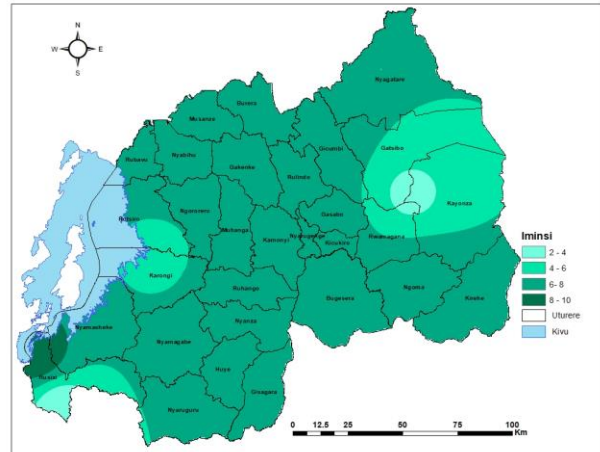 N
W E
S
Nyagatare
Burera
Musanze
Rubavu
Nyabihu
Gakenke
Rulindo
Gicumbi
Gatsibo
Kayonza
Rutsiro
Ngororero
Muhanga
Kamonyi
Gasabo
Nyarugenge
Kicukiro
Rwamagana
Karongi
Ruhango
Bugesera
Ngoma
Kirehe
Nyamasheke
Nyanza
Nyamagabe
Huye
Gisagara
Rusizi
Nyaruguru
Iminsi
2 - 4
4 - 6
6 - 8
8 - 10
Uturere
Kivu
0 12.5 25 50 75 100
Km